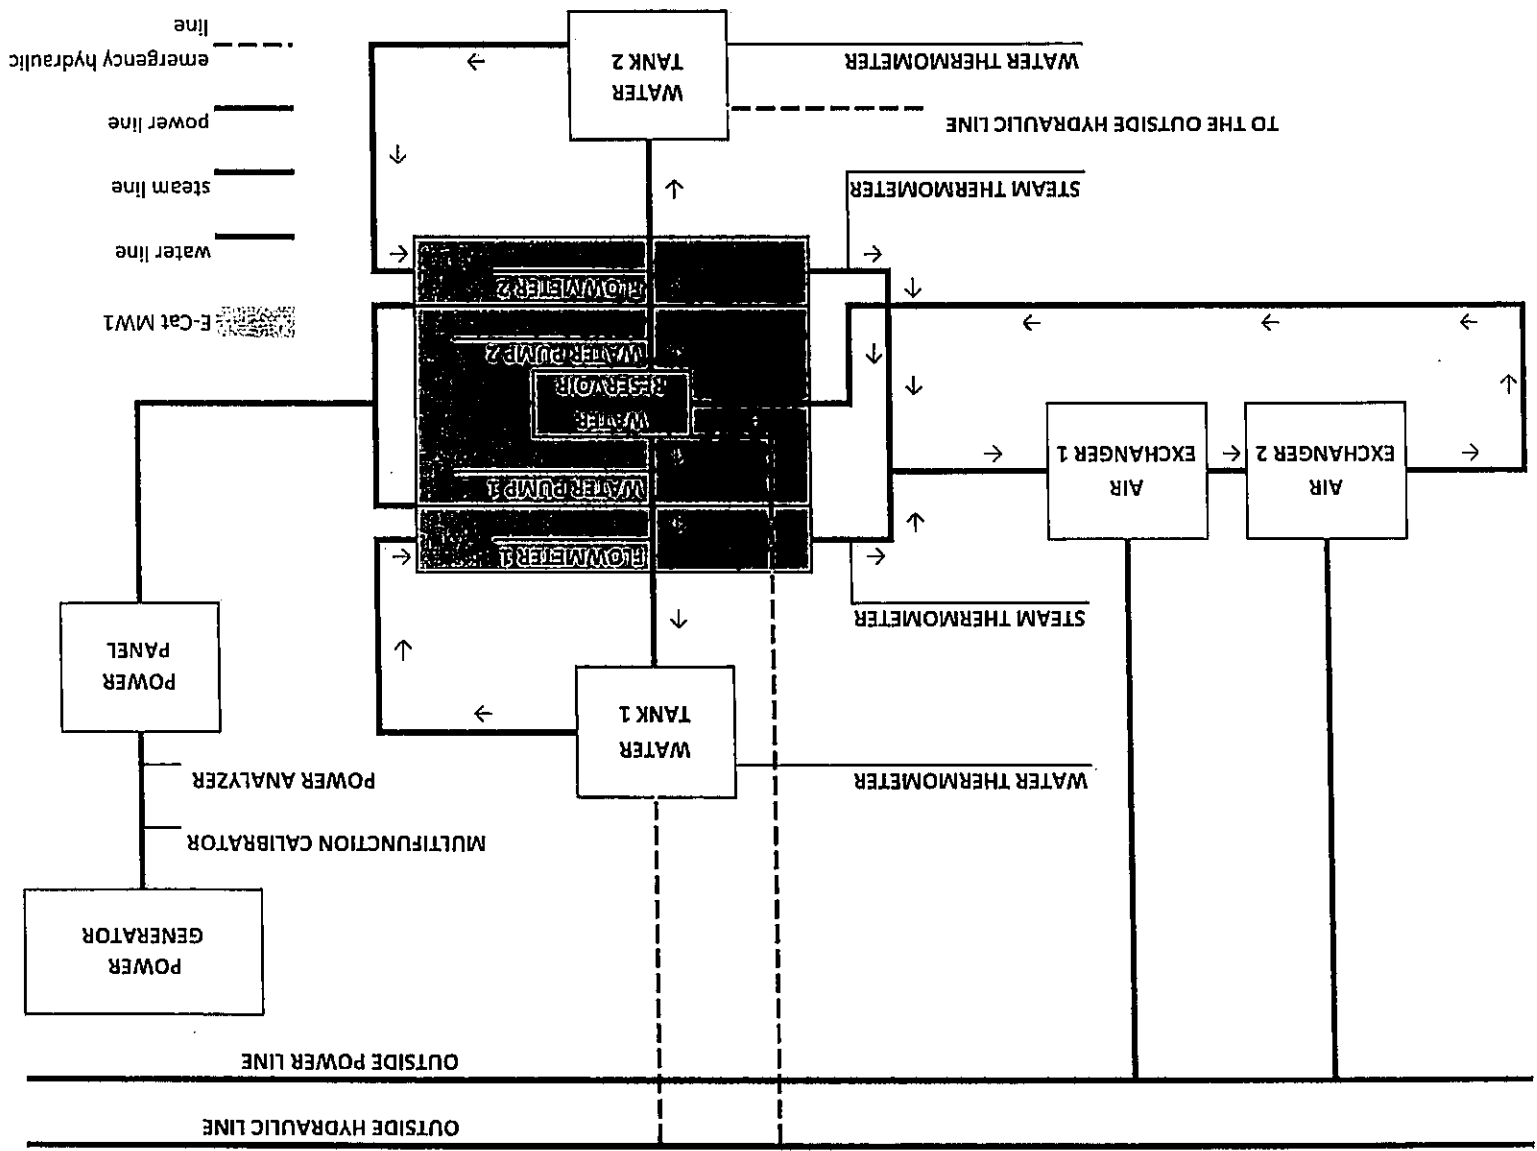 OUTSIDE HYDRAULIC LINE
OUTSIDE POWER LINE
POWER
GENERATOR
MULTIFUNCTION CALIBRATOR
POWER ANALYZER
POWER
PANEL
WATER THERMOMETER
WATER
TANK 1
STEAM THERMOMETER
AIR
EXCHANGER 2
AIR
EXCHANGER 1
FLOWMETER 1
WATER PUMP 1
WATER
RESERVOIR
WATER PUMP 2
FLOWMETER 2
STEAM THERMOMETER
TO THE OUTSIDE HYDRAULIC LINE
WATER THERMOMETER
WATER
TANK 2
E-Cat MW1
water line
steam line
power line
emergency hydraulic
line